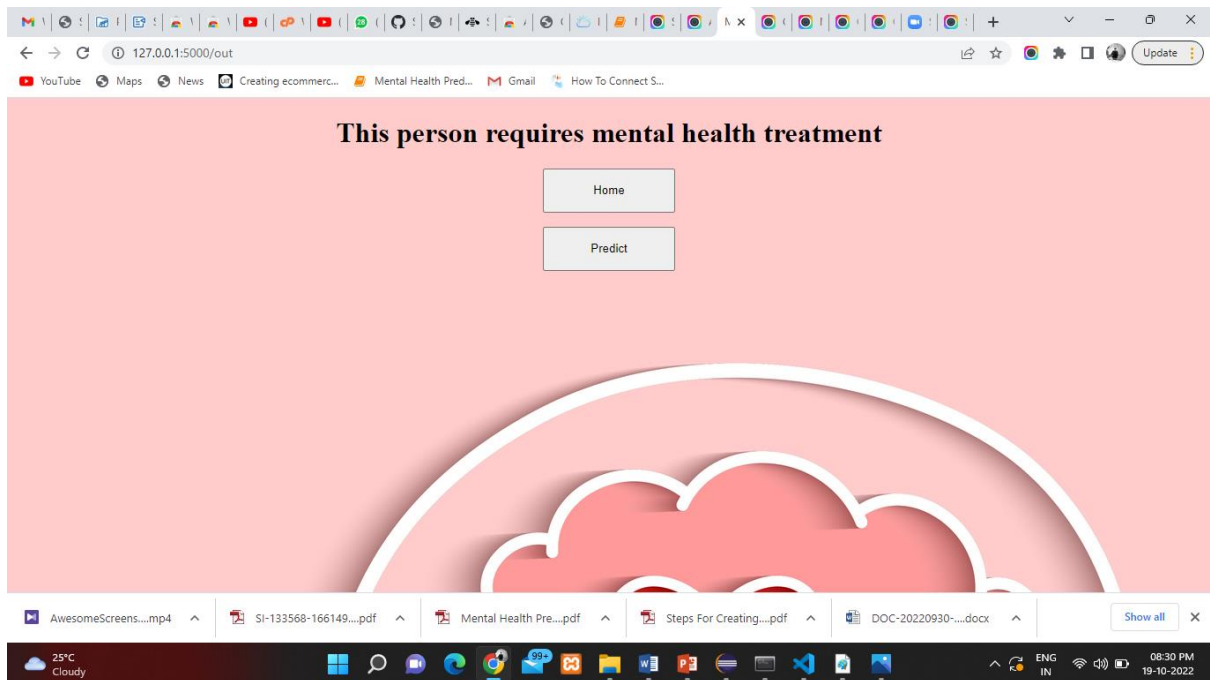 127.0.0.1:5000/out
Update
YouTube Maps News Creating ecommerc... Mental Health Pred... Gmail How To Connect S...
This person requires mental health treatment
Home
Predict
AwesomeScreens....mp4 SI-133568-166149....pdf Mental Health Pre....pdf Steps For Creating....pdf DOC-20220930-....docx Show all
25°C
Cloudy
99+
ENG
IN
08:30 PM
19-10-2022